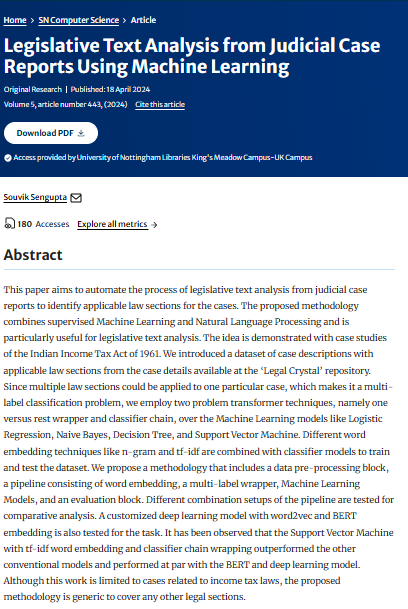 Home > SN Computer Science > Article
Legislative Text Analysis from Judicial Case
Reports Using Machine Learning
Original Research | Published: 18 April 2024
Volume 5, article number 443, (2024) Cite this article
Download PDF
Access provided by University of Nottingham Libraries King's Meadow Campus-UK Campus
Souvik Sengupta
180 Accesses Explore all metrics →
Abstract
This paper aims to automate the process of legislative text analysis from judicial case
reports to identify applicable law sections for the cases. The proposed methodology
combines supervised Machine Learning and Natural Language Processing and is
particularly useful for legislative text analysis. The idea is demonstrated with case studies
of the Indian Income Tax Act of 1961. We introduced a dataset of case descriptions with
applicable law sections from the case details available at the 'Legal Crystal' repository.
Since multiple law sections could be applied to one particular case, which makes it a multi-
label classification problem, we employ two problem transformer techniques, namely one
versus rest wrapper and classifier chain, over the Machine Learning models like Logistic
Regression, Naive Bayes, Decision Tree, and Support Vector Machine. Different word
embedding techniques like n-gram and tf-idf are combined with classifier models to train
and test the dataset. We propose a methodology that includes a data pre-processing block,
a pipeline consisting of word embedding, a multi-label wrapper, Machine Learning
Models, and an evaluation block. Different combination setups of the pipeline are tested for
comparative analysis. A customized deep learning model with word2vec and BERT
embedding is also tested for the task. It has been observed that the Support Vector Machine
with tf-idf word embedding and classifier chain wrapping outperformed the other
conventional models and performed at par with the BERT and deep learning model.
Although this work is limited to cases related to income tax laws, the proposed
methodology is generic to cover any other legal sections.